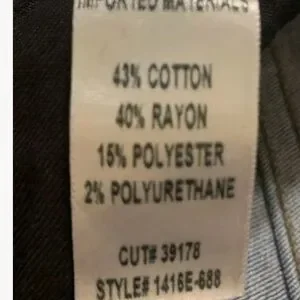 IMPORTED MATERIALS
43% COTTON
40% RAYON
15% POLYESTER
2% POLYURETHANE
CUT# 39178
STYLE# 1416E-688